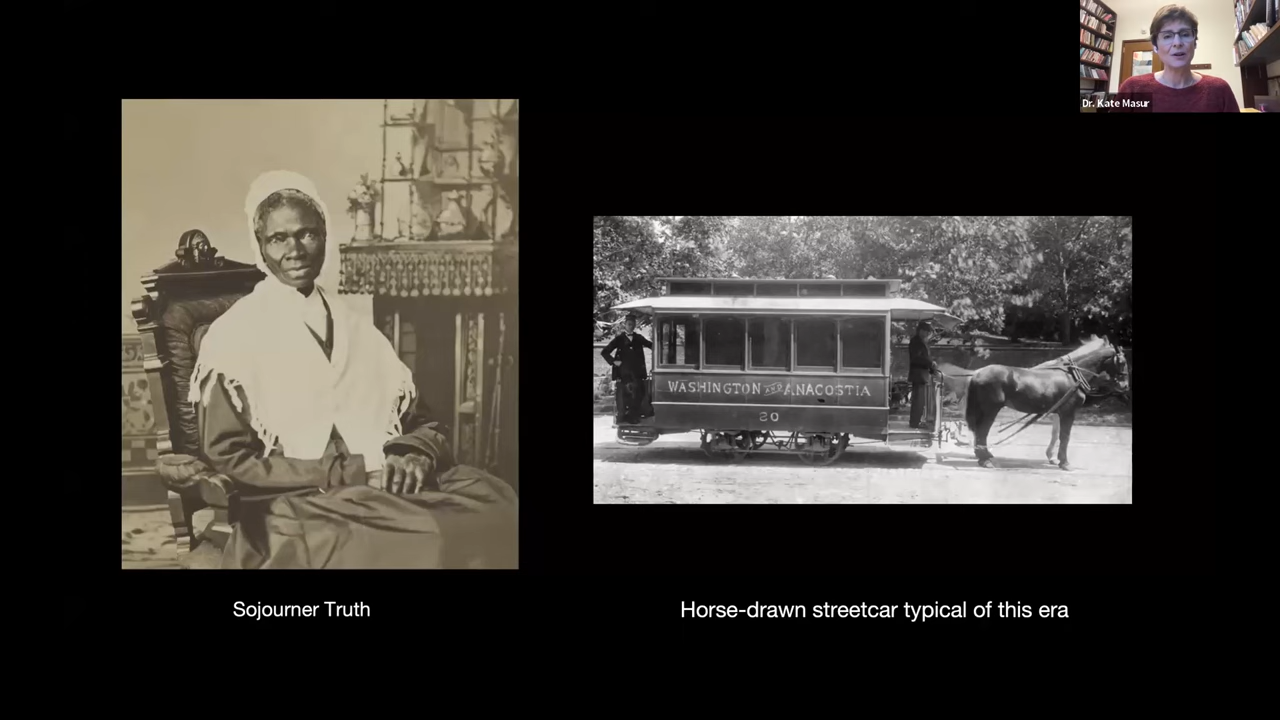 Dr. Kate Masur
WASHINGTON AND ANACOSTIA
20
Sojourner Truth
Horse-drawn streetcar typical of this era